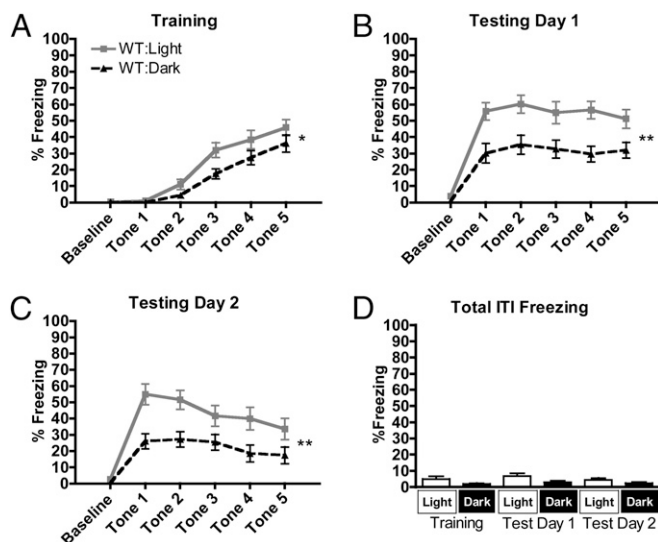 A
Training
100
90
80
70
60
50
40
30
20
10
0
% Freezing
WT:Light
WT:Dark
*
Baseline
Tone 1
Tone 2
Tone 3
Tone 4
Tone 5
B
Testing Day 1
100
90
80
70
60
50
40
30
20
10
0
% Freezing
**
Baseline
Tone 1
Tone 2
Tone 3
Tone 4
Tone 5
C
Testing Day 2
100
90
80
70
60
50
40
30
20
10
0
% Freezing
**
Baseline
Tone 1
Tone 2
Tone 3
Tone 4
Tone 5
D
Total ITI Freezing
100
90
80
70
60
50
40
30
20
10
0
%Freezing
Light Dark Light Dark Light Dark
Training Test Day 1 Test Day 2